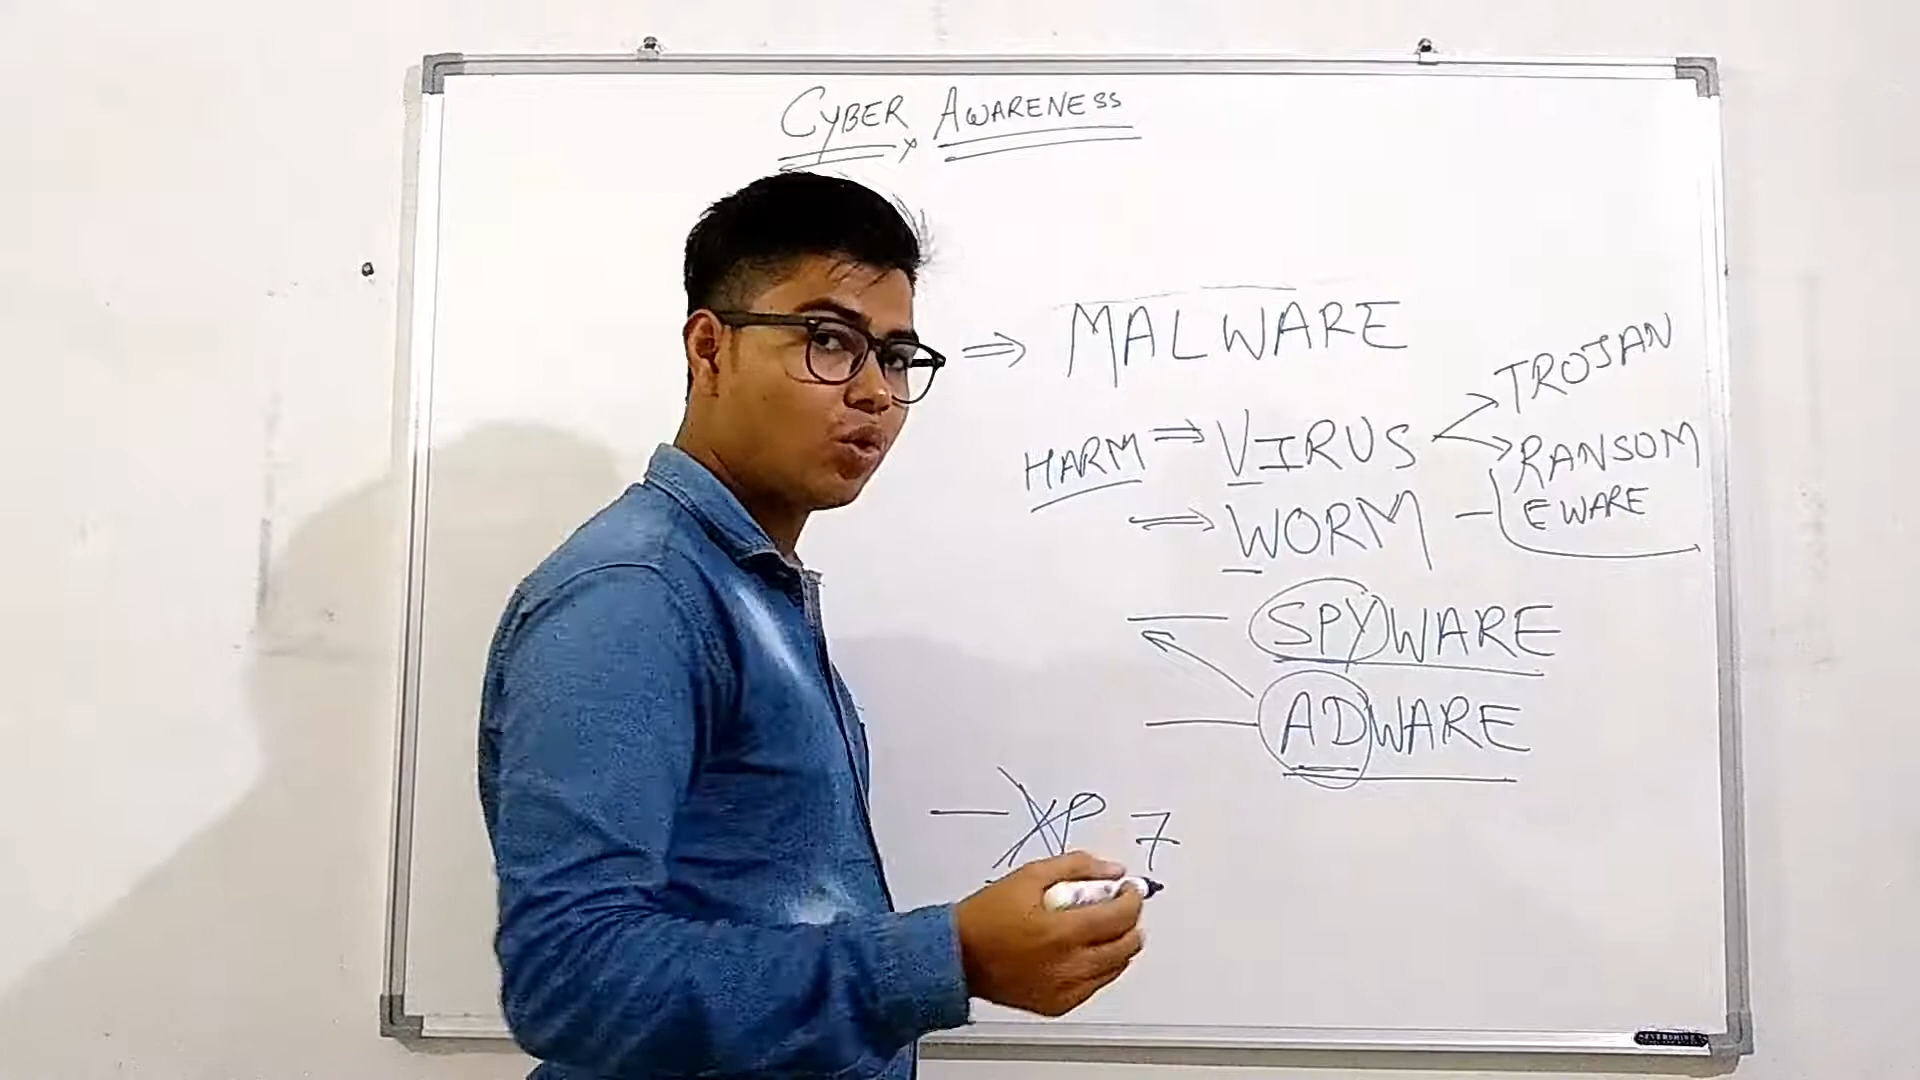 CYBER AWARENESS
⇒ MALWARE
HARM ⇒ VIRUS
TROJAN
RANSOM
EWARE
⇒ WORM
SPYWARE
ADWARE
XP 7